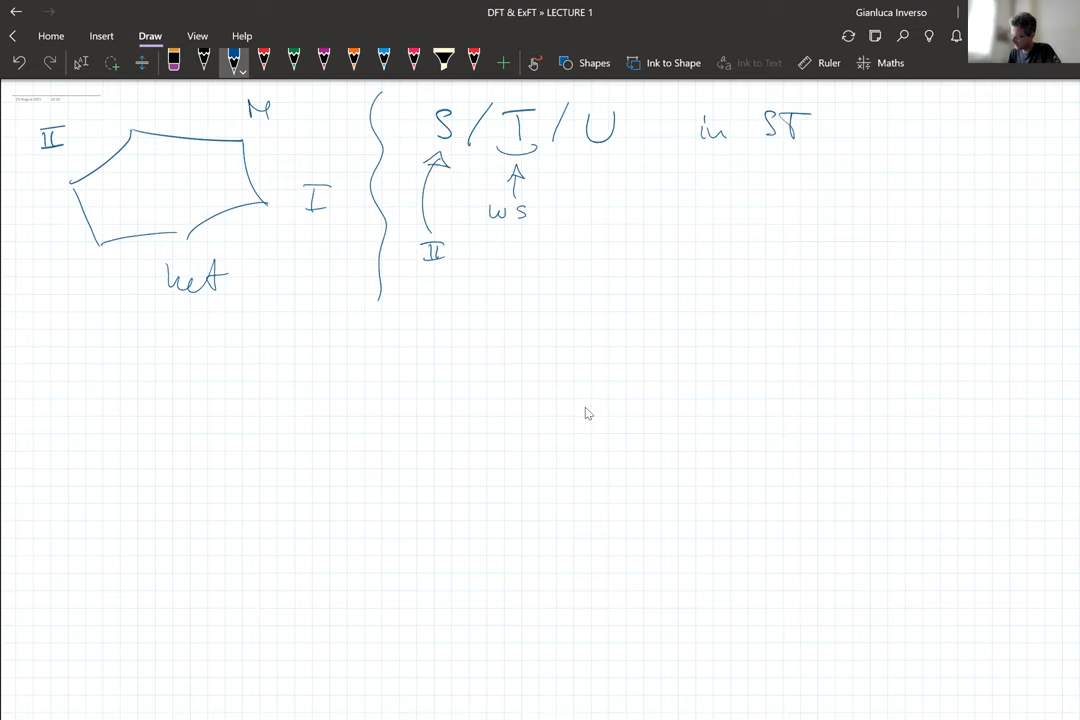 DFT & ExFT » LECTURE 1
Gianluca Inverso
Home Insert Draw View Help
Shapes Ink to Shape Ink to Text Ruler Maths
II M S / T / U in ST
I WS
II
het